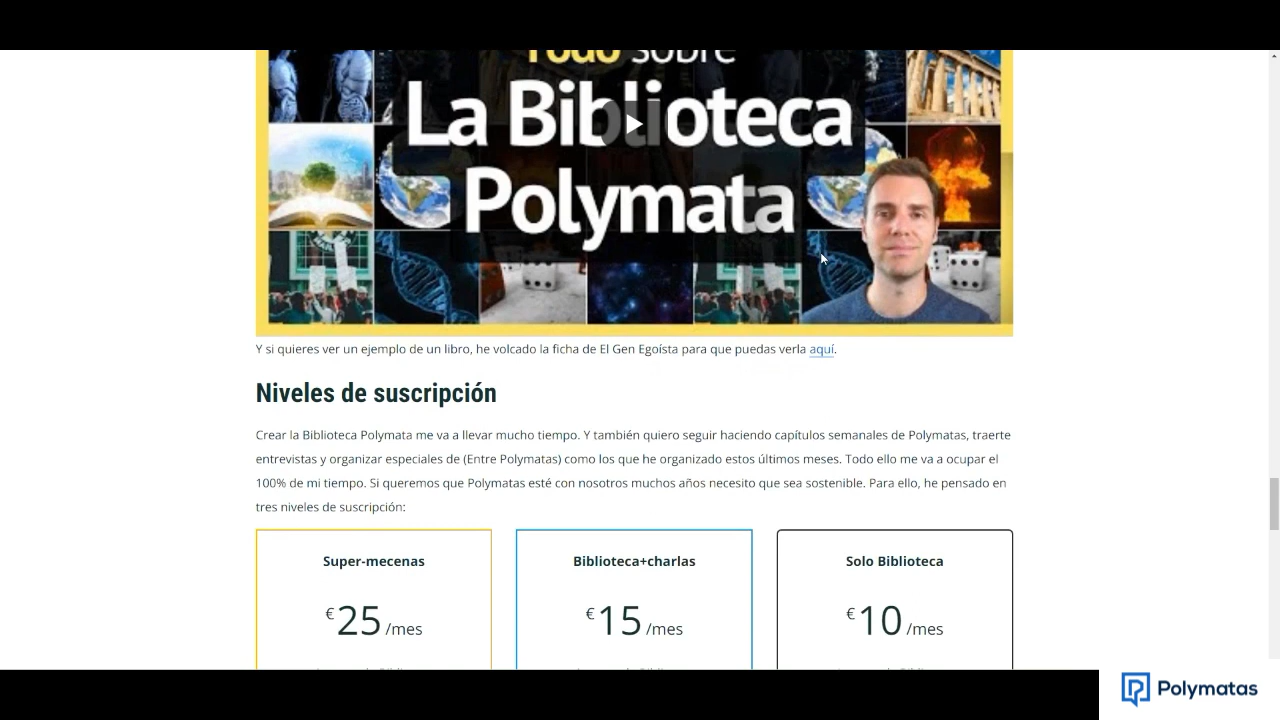 Todo sobre
La Biblioteca
Polymata
Y si quieres ver un ejemplo de un libro, he volcado la ficha de El Gen Egoísta para que puedas verla aquí.
Niveles de suscripción
Crear la Biblioteca Polymata me va a llevar mucho tiempo. Y también quiero seguir haciendo capítulos semanales de Polymatas, traerte
entrevistas y organizar especiales de (Entre Polymatas) como los que he organizado estos últimos meses. Todo ello me va a ocupar el
100% de mi tiempo. Si queremos que Polymatas esté con nosotros muchos años necesito que sea sostenible. Para ello, he pensado en
tres niveles de suscripción:
Super-mecenas
€25 /mes
Biblioteca+charlas
€15 /mes
Solo Biblioteca
€10 /mes
Polymatas